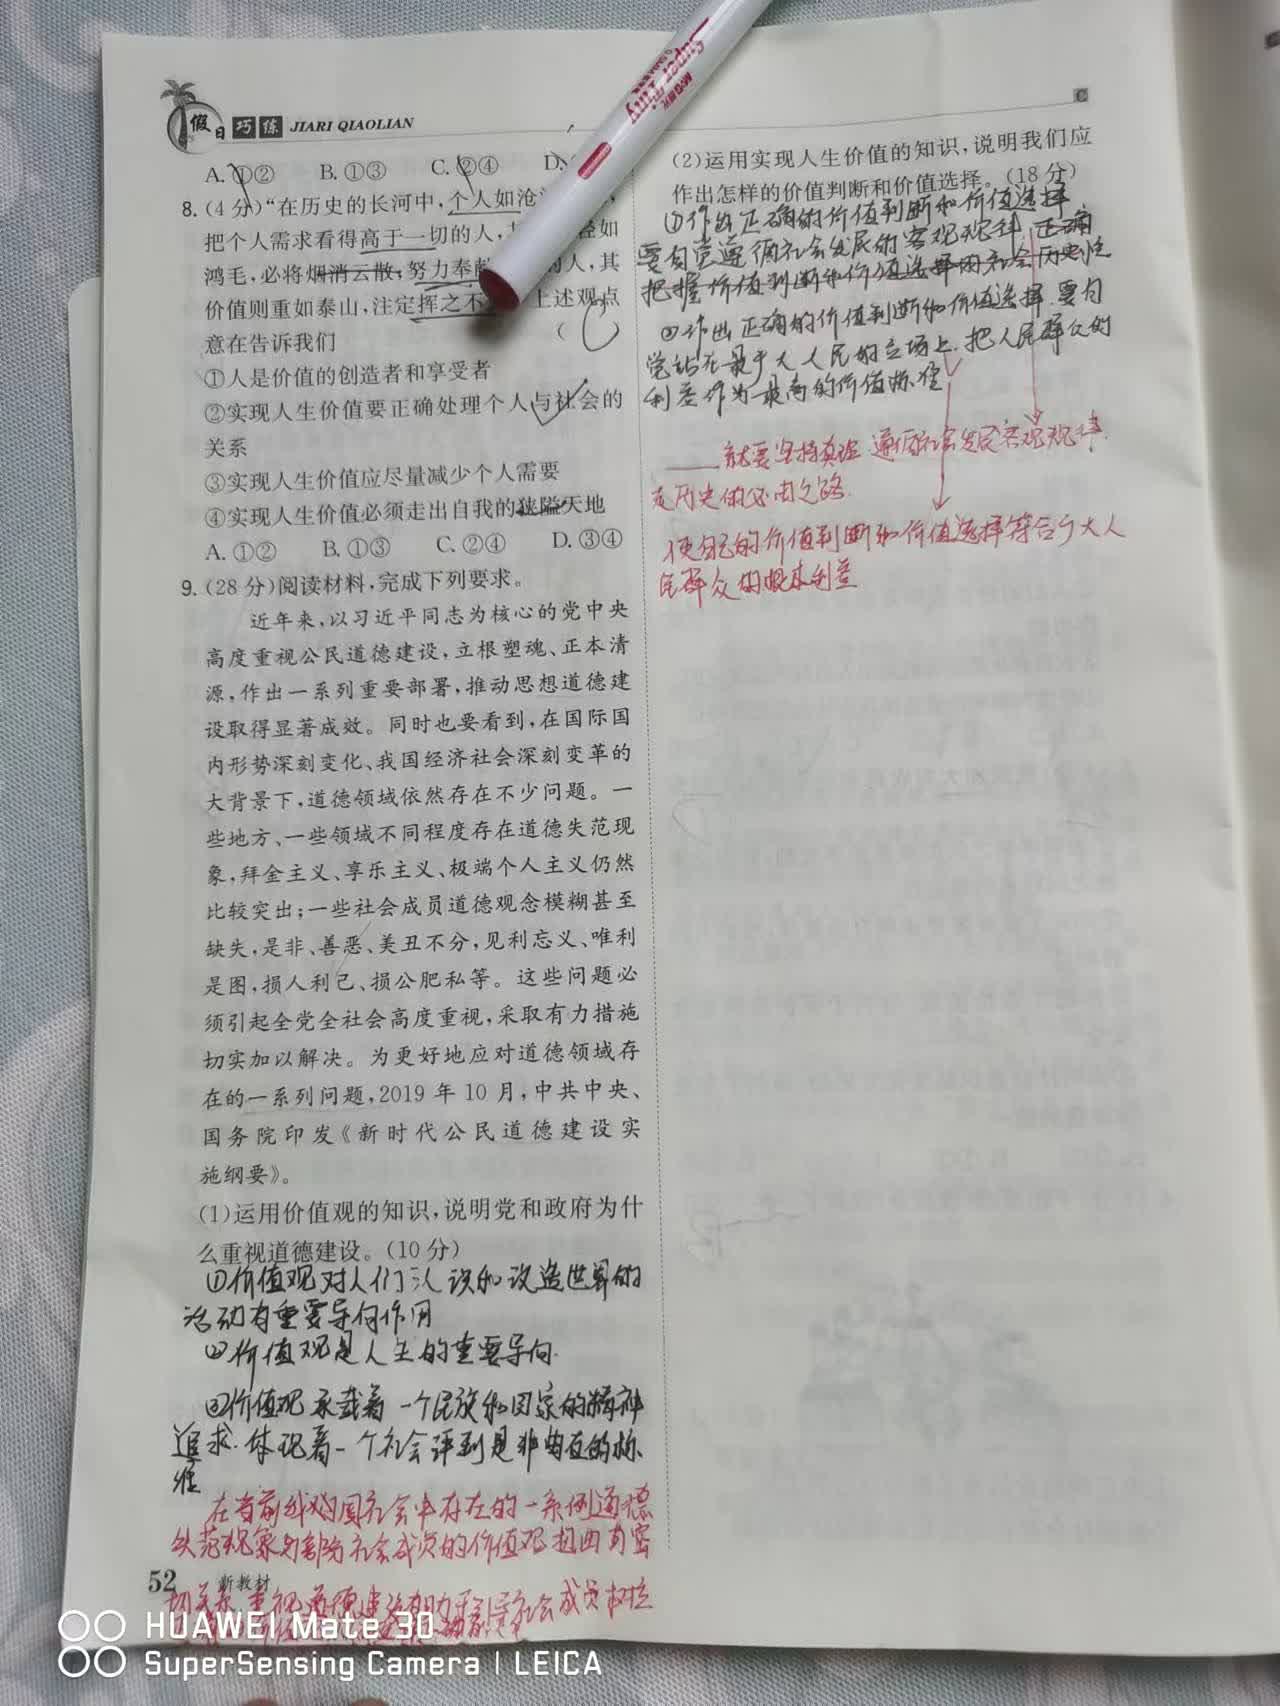 假日巧练 JIARI QIAOLIAN
C
A. ①② B. ①③ C. ②④ D.
8. (4分)“在历史的长河中,个人如沧
把个人需求看得高于一切的人, 轻如
鸿毛,必将烟消云散;努力奉献 的人,其
价值则重如泰山,注定挥之不 上述观点
意在告诉我们 ( C )
①人是价值的创造者和享受者
②实现人生价值要正确处理个人与社会的
关系
③实现人生价值应尽量减少个人需要
④实现人生价值必须走出自我的狭隘天地
A. ①② B. ①③ C. ②④ D. ③④
9. (28分)阅读材料,完成下列要求。
近年来,以习近平同志为核心的党中央
高度重视公民道德建设,立根塑魂、正本清
源,作出一系列重要部署,推动思想道德建
设取得显著成效。同时也要看到,在国际国
内形势深刻变化、我国经济社会深刻变革的
大背景下,道德领域依然存在不少问题。一
些地方、一些领域不同程度存在道德失范现
象,拜金主义、享乐主义、极端个人主义仍然
比较突出;一些社会成员道德观念模糊甚至
缺失,是非、善恶、美丑不分,见利忘义、唯利
是图,损人利己、损公肥私等。这些问题必
须引起全党全社会高度重视,采取有力措施
切实加以解决。为更好地应对道德领域存
在的一系列问题,2019年10月,中共中央、
国务院印发《新时代公民道德建设实
施纲要》。
(1)运用价值观的知识,说明党和政府为什
么重视道德建设。(10分)
①价值观对人们认识和改造世界的
活动有重要导向作用
②价值观是人生的重要导向.
③价值观承载着一个民族和国家的精神
追求.体现着一个社会评判是非曲直的标
准
在当前 我国社会中存在的一系列道德
失范现象与部分社会成员的价值观扭曲有密
切关系,重视道德建设有助于引导社会成员树立
52 新教材
(2)运用实现人生价值的知识,说明我们应
作出怎样的价值判断和价值选择。(18分)
①作出正确的价值判断和价值选择
要自觉遵循社会发展的客观规律,正确
把握价值判断和价值选择的社会历史性
②作出正确的价值判断和价值选择.要自
觉站在最广大人民的立场上.把人民群众的
利益作为最高的价值标准
就要坚持真理 遵循社会发展客观规律.
走历史的必由之路.
使自己的价值判断和价值选择符合广大人
民群众的根本利益
HUAWEI Mate 30
SuperSensing Camera | LEICA